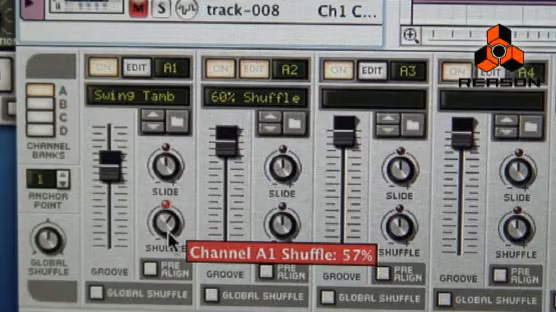 M S track-008 Ch1 C...
REASON
ON EDIT A1
ON EDIT A2
ON EDIT A3
ON EDIT A4
Swing Tamb
60% Shuffle
A
B
C
D
CHANNEL BANKS
1
ANCHOR POINT
GLOBAL SHUFFLE
SLIDE
SLIDE
SLIDE
SLIDE
SHUFFLE
Channel A1 Shuffle: 57%
SHUFFLE
GROOVE
PRE ALIGN
GROOVE
PRE ALIGN
GROOVE
PRE ALIGN
GROOVE
PRE ALIGN
GLOBAL SHUFFLE
GLOBAL SHUFFLE
GLOBAL SHUFFLE
GLOBAL SHUFFLE